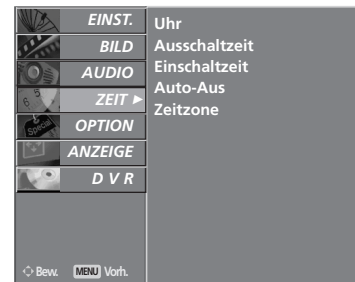 EINST.
BILD
AUDIO
ZEIT ▶
OPTION
ANZEIGE
D V R
Bew. MENU Vorh.
Uhr
Ausschaltzeit
Einschaltzeit
Auto-Aus
Zeitzone